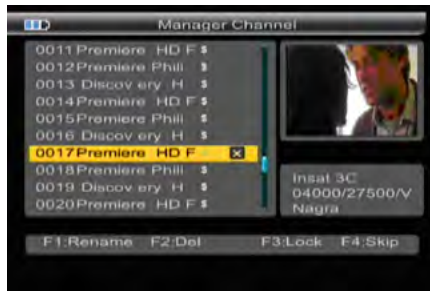 Manager Channel
0011 Premiere HD F $
0012 Premiere Phili $
0013 Discov ery H $
0014 Premiere HD F $
0015 Premiere Phili $
0016 Discov ery H $
0017 Premiere HD F
0018 Premiere Phili $
0019 Discov ery H $
0020 Premiere HD F $
Insat 3C
04000/27500/V
Nagra
F1:Rename F2:Del F3:Lock F4:Skip